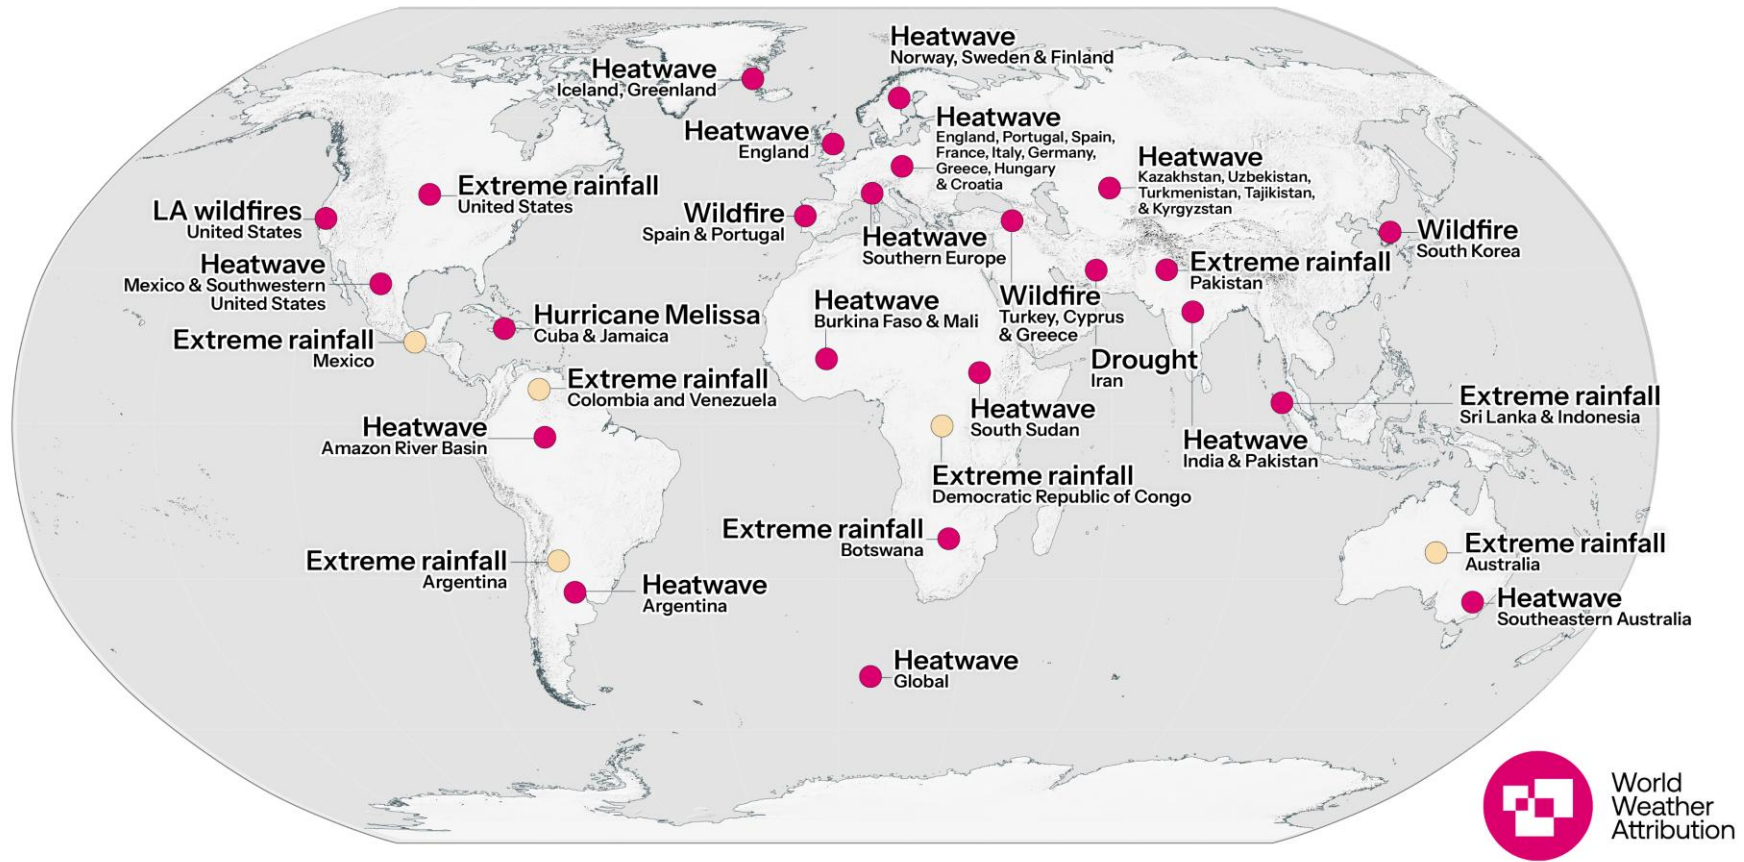 Heatwave
Norway, Sweden & Finland
Heatwave
Iceland, Greenland
Heatwave
England
Heatwave
England, Portugal, Spain,
France, Italy, Germany,
Greece, Hungary
& Croatia
Heatwave
Kazakhstan, Uzbekistan,
Turkmenistan, Tajikistan,
& Kyrgyzstan
Extreme rainfall
United States
LA wildfires
United States
Wildfire
Spain & Portugal
Heatwave
Southern Europe
Wildfire
South Korea
Heatwave
Mexico & Southwestern
United States
Extreme rainfall
Pakistan
Heatwave
Burkina Faso & Mali
Wildfire
Turkey, Cyprus
& Greece
Hurricane Melissa
Cuba & Jamaica
Extreme rainfall
Mexico
Drought
Iran
Extreme rainfall
Colombia and Venezuela
Extreme rainfall
Sri Lanka & Indonesia
Heatwave
South Sudan
Heatwave
Amazon River Basin
Heatwave
India & Pakistan
Extreme rainfall
Democratic Republic of Congo
Extreme rainfall
Botswana
Extreme rainfall
Australia
Extreme rainfall
Argentina
Heatwave
Argentina
Heatwave
Southeastern Australia
Heatwave
Global
World
Weather
Attribution